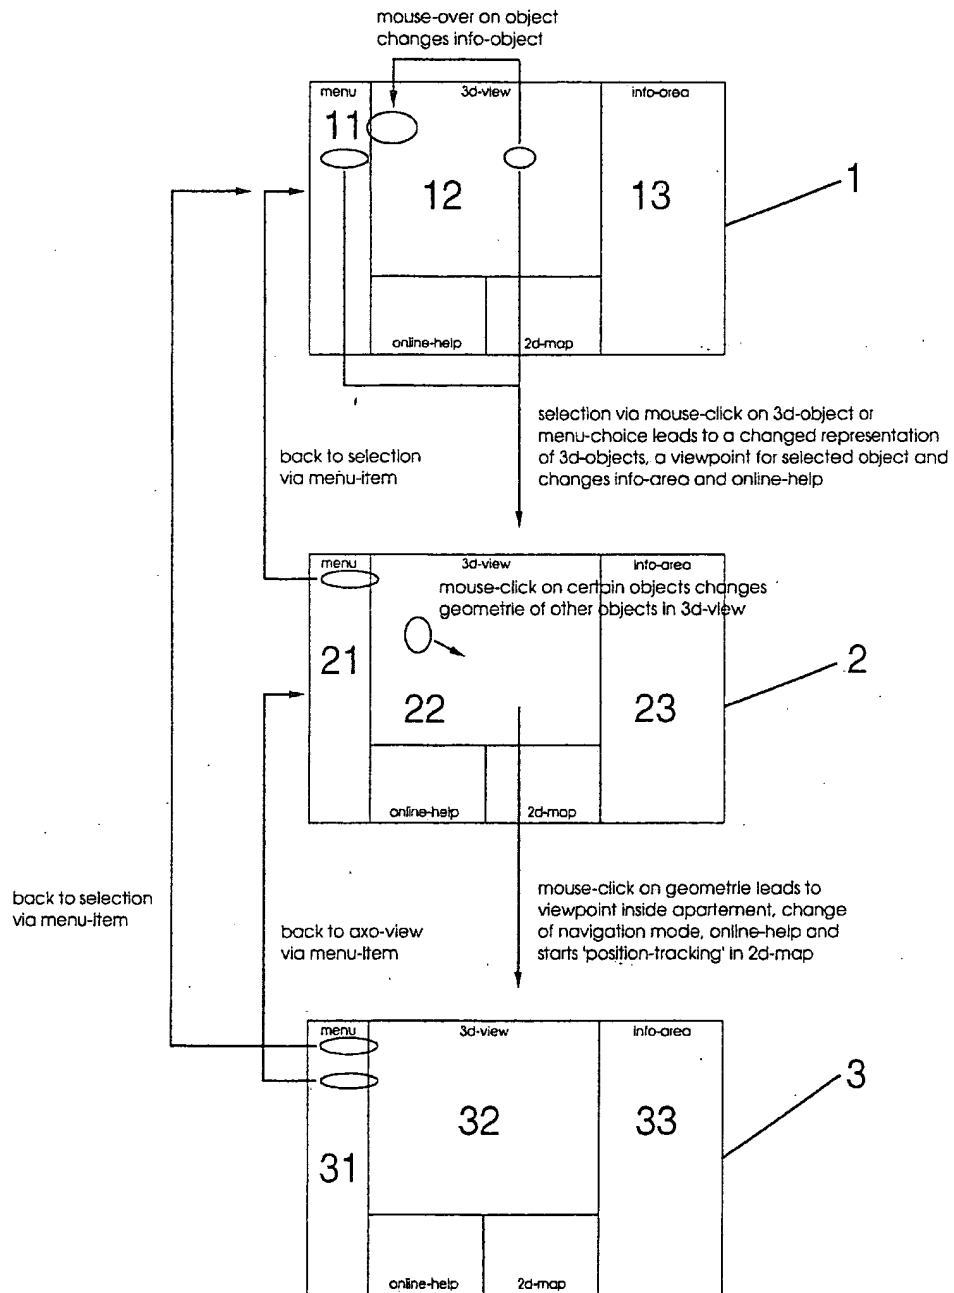 mouse-over on object
changes info-object
menu
3d-view
info-area
11
12
13
1
online-help
2d-map
selection via mouse-click on 3d-object or
menu-choice leads to a changed representation
of 3d-objects, a viewpoint for selected object and
changes info-area and online-help
back to selection
via menu-item
menu
3d-view
info-area
mouse-click on certain objects changes
geometrie of other objects in 3d-view
21
22
23
2
online-help
2d-map
back to selection
via menu-item
back to axo-view
via menu-item
mouse-click on geometrie leads to
viewpoint inside apartement, change
of navigation mode, online-help and
starts 'position-tracking' in 2d-map
menu
3d-view
info-area
31
32
33
3
online-help
2d-map